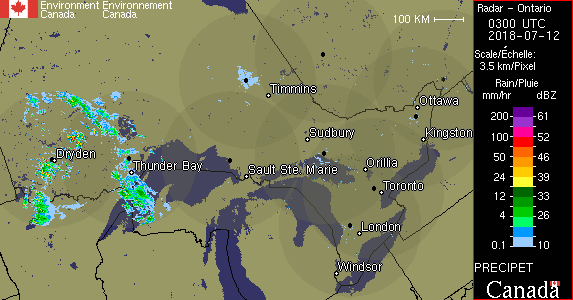 Environment Environnement
Canada Canada
100 KM
Timmins
Ottawa
Sudbury
Kingston
Dryden
Thunder Bay
Sault Ste. Marie
Orillia
Toronto
London
Windsor
Radar - Ontario
0300 UTC
2018-07-12
Scale/Échelle:
3.5 km/Pixel
Rain/Pluie
mm/hr dBZ
200 61
100 52
50 46
24 39
12 33
4 26
0.1 10
PRECIPET
Canada